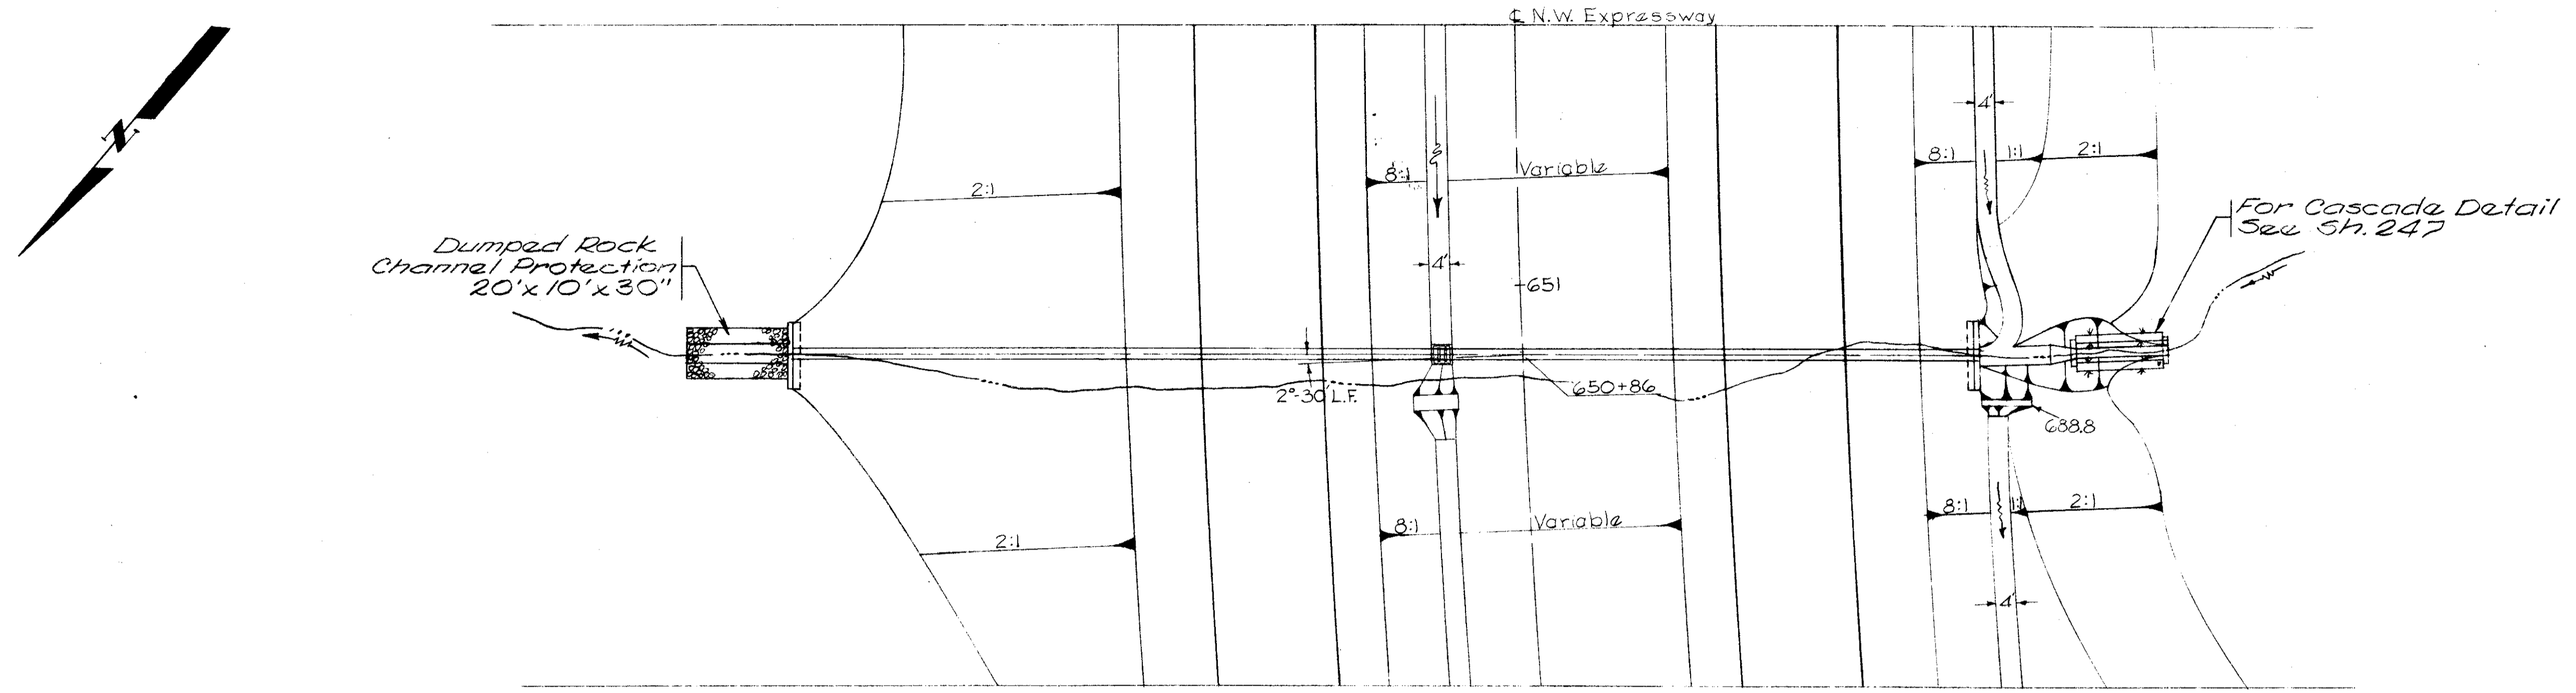 ℄ N.W. Expressway
N
4'
8:1
1:1
2:1
8:1
Variable
2:1
For Cascade Detail
See Sh. 247
Dumped Rock
Channel Protection
20'x10'x30"
4'
651
2°-30' L.F.
650+86
688.8
8:1
1:1
2:1
8:1
Variable
2:1
4'